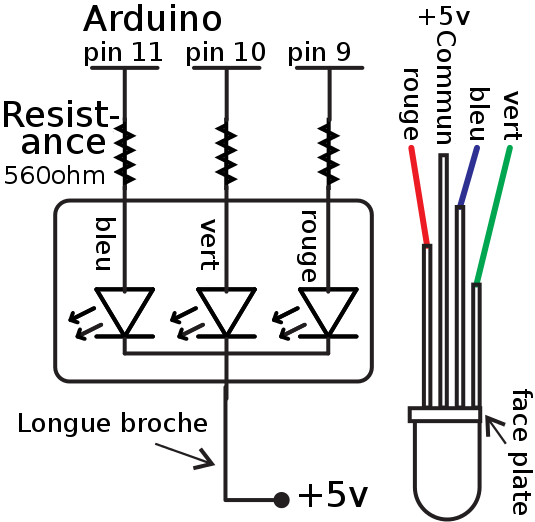 Arduino
pin 11
pin 10
pin 9
Resist-
ance
560ohm
bleu
vert
rouge
Longue broche
+5v
+5v
Commun
rouge
bleu
vert
face plate